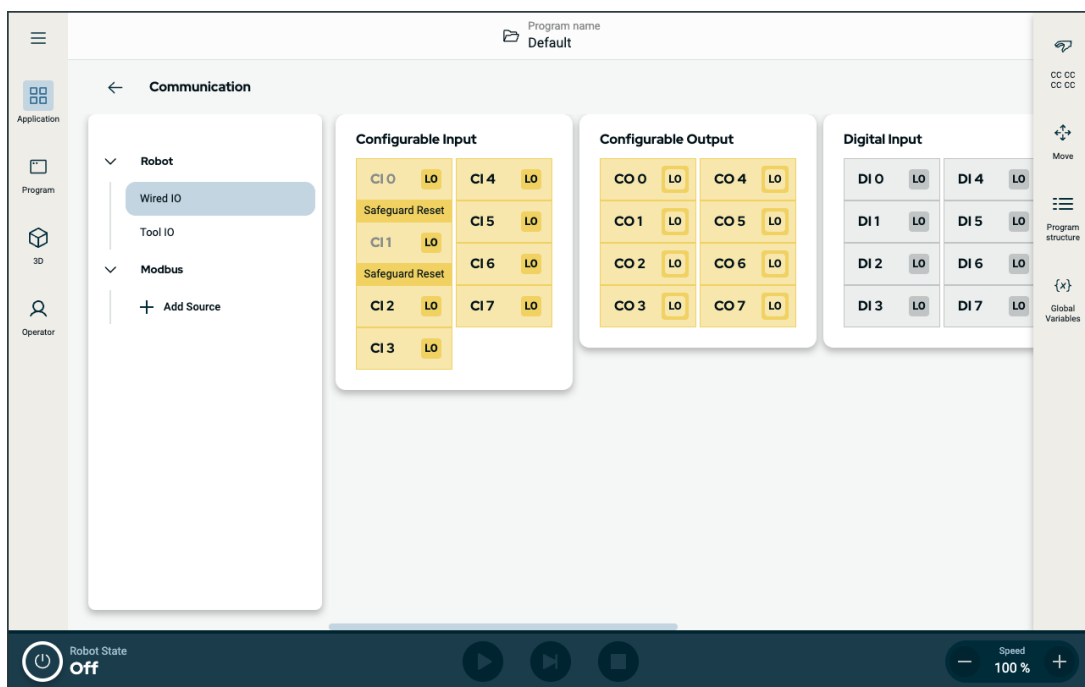 Program name
Default
Application
Program
3D
Operator
Communication
Robot
Wired IO
Tool IO
Modbus
Add Source
Configurable Input
CI 0 LO CI 4 LO
Safeguard Reset
CI 1 LO CI 5 LO
Safeguard Reset
CI 2 LO CI 6 LO
CI 3 LO CI 7 LO
Configurable Output
CO 0 LO CO 4 LO
CO 1 LO CO 5 LO
CO 2 LO CO 6 LO
CO 3 LO CO 7 LO
Digital Input
DI 0 LO DI 4 LO
DI 1 LO DI 5 LO
DI 2 LO DI 6 LO
DI 3 LO DI 7 LO
CC CC
CC CC
Move
Program
structure
{x}
Global
Variables
Robot State
Off
Speed
100 %